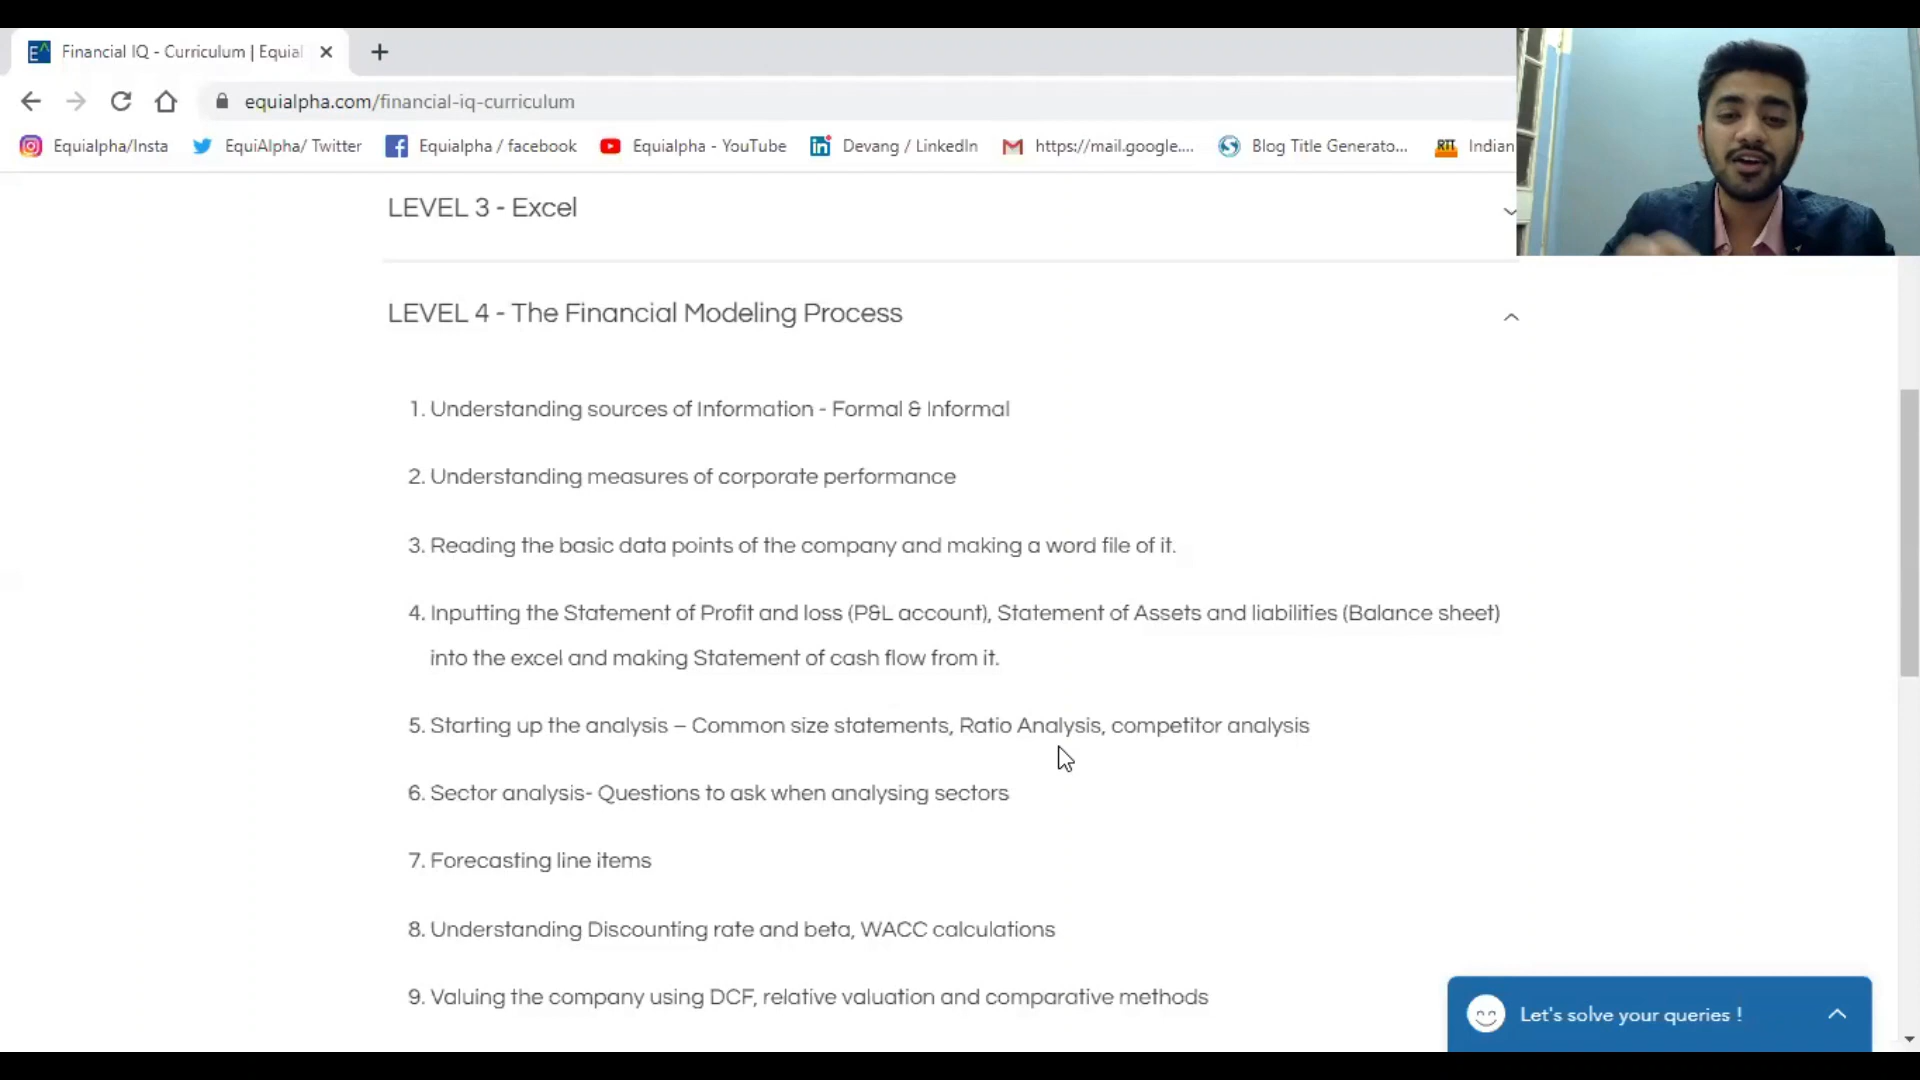 Financial IQ - Curriculum | Equial
equialpha.com/financial-iq-curriculum
Equialpha/Insta EquiAlpha/ Twitter Equialpha / facebook Equialpha - YouTube Devang / LinkedIn https://mail.google.... Blog Title Generato... RTI Indian
LEVEL 3 - Excel
LEVEL 4 - The Financial Modeling Process
1. Understanding sources of Information - Formal & Informal
2. Understanding measures of corporate performance
3. Reading the basic data points of the company and making a word file of it.
4. Inputting the Statement of Profit and loss (P&L account), Statement of Assets and liabilities (Balance sheet)
into the excel and making Statement of cash flow from it.
5. Starting up the analysis – Common size statements, Ratio Analysis, competitor analysis
6. Sector analysis- Questions to ask when analysing sectors
7. Forecasting line items
8. Understanding Discounting rate and beta, WACC calculations
9. Valuing the company using DCF, relative valuation and comparative methods
Let's solve your queries !